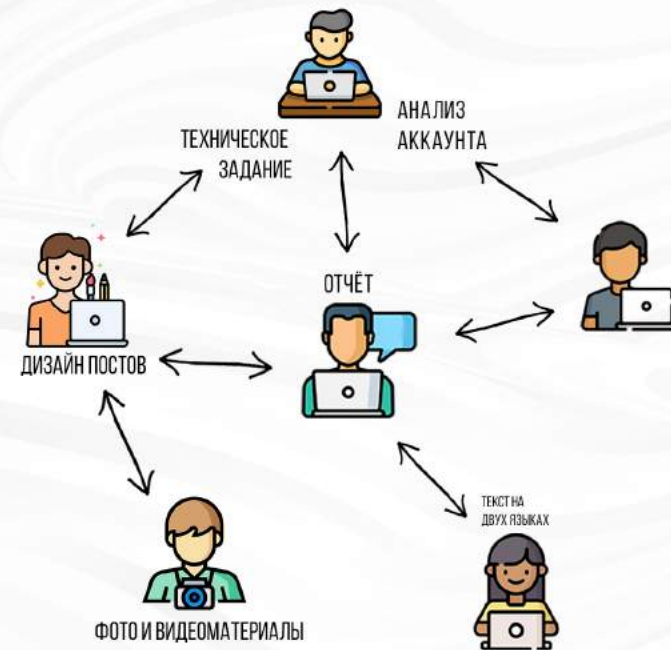 АНАЛИЗ
АККАУНТА
ТЕХНИЧЕСКОЕ
ЗАДАНИЕ
ОТЧЁТ
ДИЗАЙН ПОСТОВ
ТЕКСТ НА
ДВУХ ЯЗЫКАХ
ФОТО И ВИДЕОМАТЕРИАЛЫ